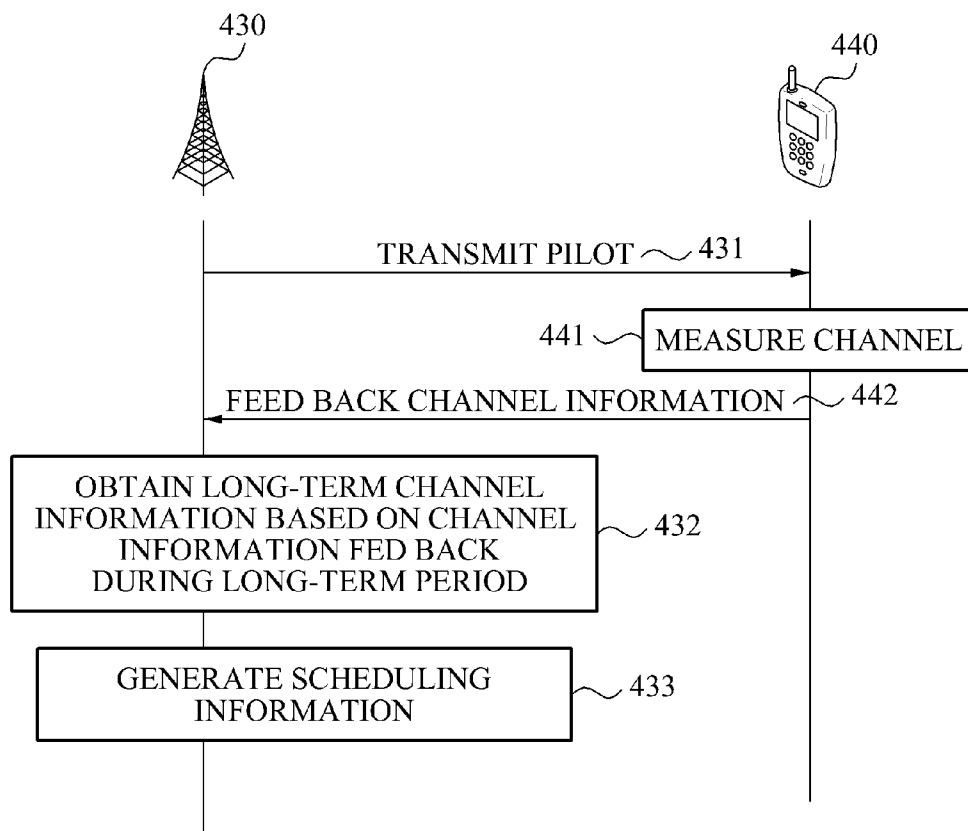 430
440
TRANSMIT PILOT 431
441 MEASURE CHANNEL
FEED BACK CHANNEL INFORMATION 442
OBTAIN LONG-TERM CHANNEL
INFORMATION BASED ON CHANNEL
INFORMATION FED BACK
DURING LONG-TERM PERIOD
432
GENERATE SCHEDULING
INFORMATION
433